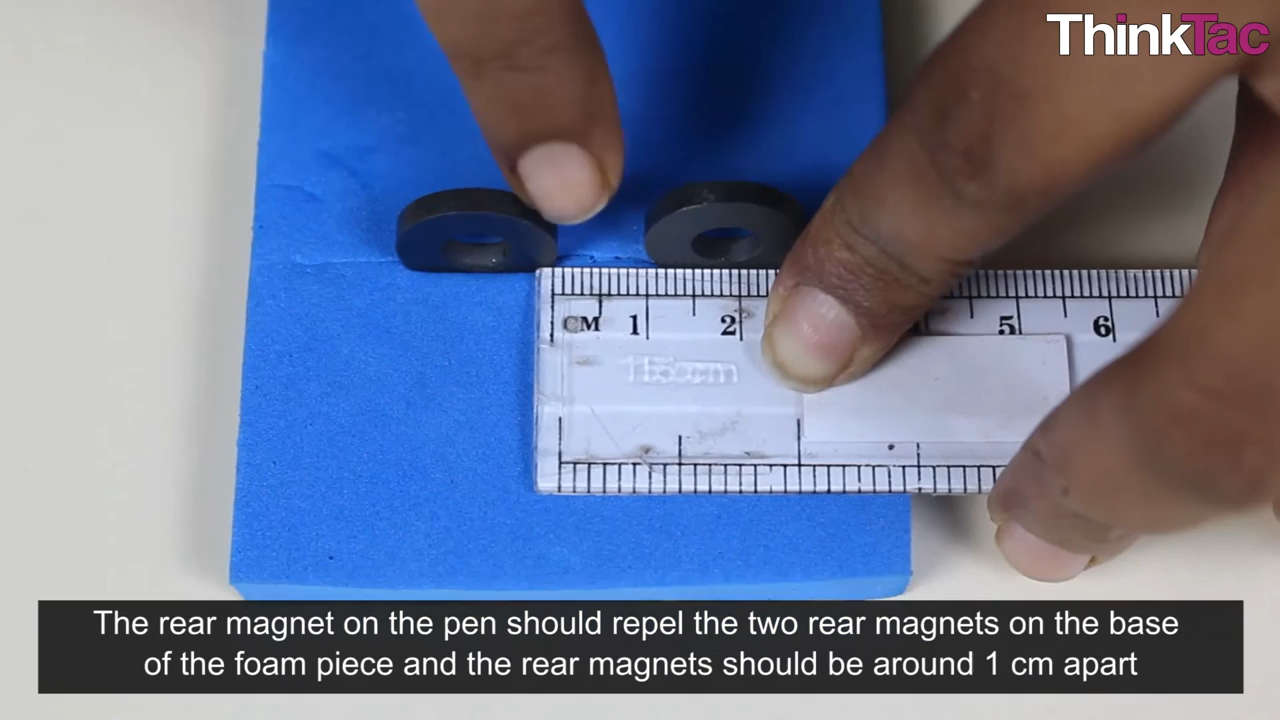 ThinkTac
CM 1 2 5 6
15cm
The rear magnet on the pen should repel the two rear magnets on the base
of the foam piece and the rear magnets should be around 1 cm apart